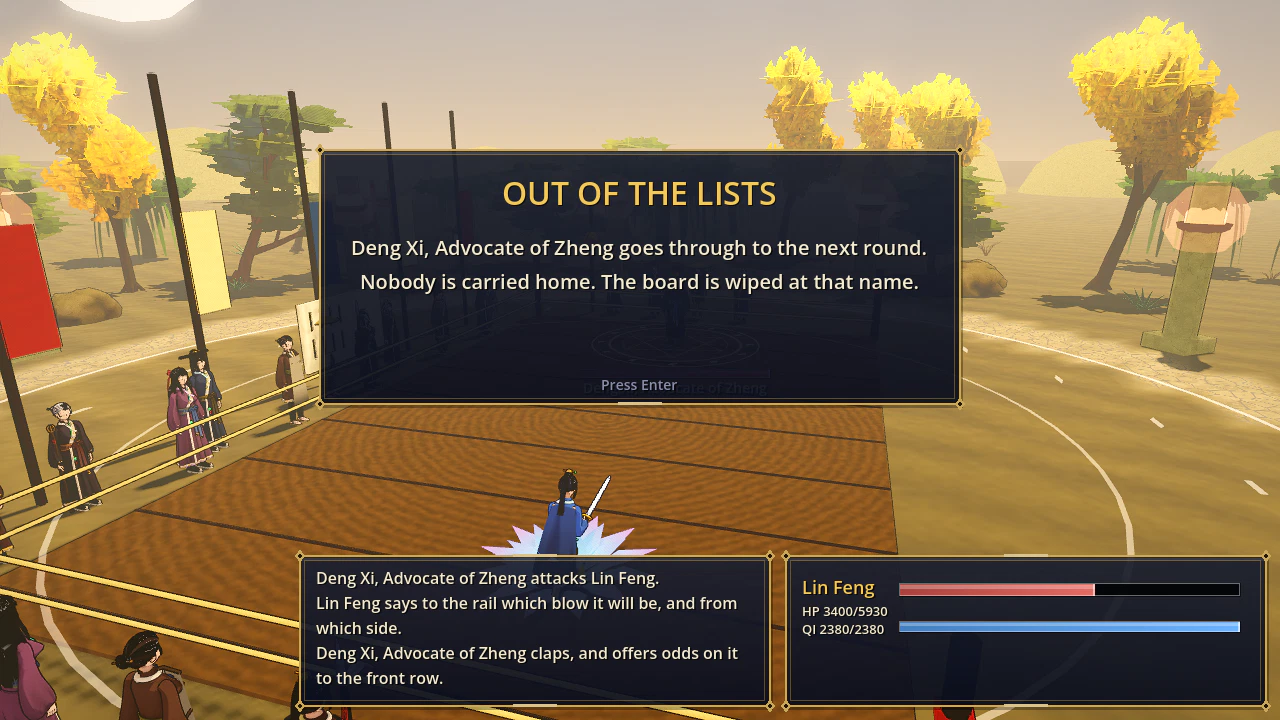 OUT OF THE LISTS
Deng Xi, Advocate of Zheng goes through to the next round.
Nobody is carried home. The board is wiped at that name.
Press Enter
Deng Xi, Advocate of Zheng attacks Lin Feng.
Lin Feng says to the rail which blow it will be, and from
which side.
Deng Xi, Advocate of Zheng claps, and offers odds on it
to the front row.
Lin Feng
HP 3400/5930
QI 2380/2380